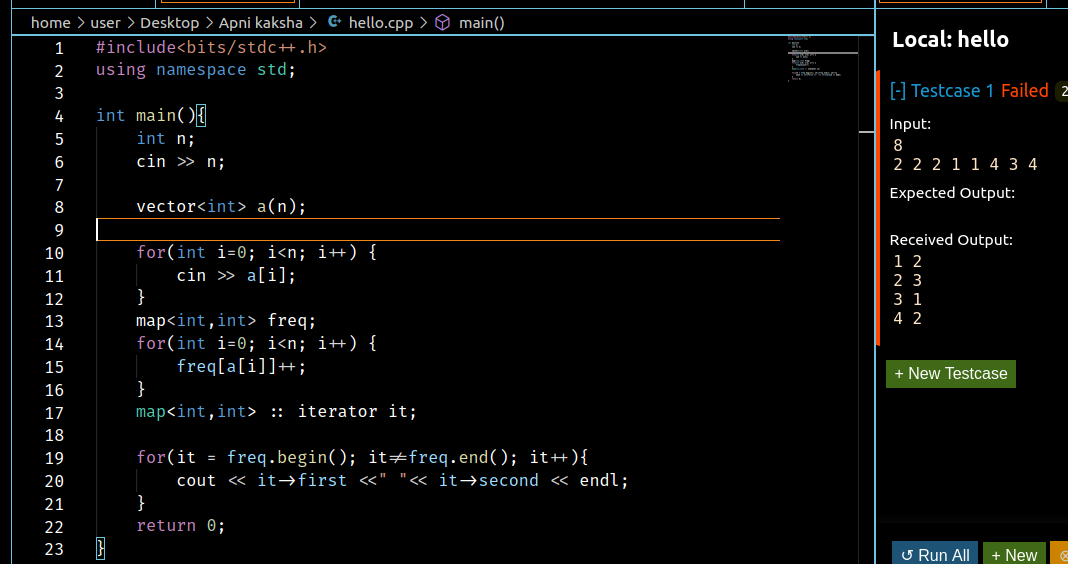 home > user > Desktop > Apni kaksha > hello.cpp > main()
1 #include<bits/stdc++.h>
2 using namespace std;
3
4 int main(){
5 int n;
6 cin >> n;
7
8 vector<int> a(n);
9
10 for(int i=0; i<n; i++) {
11 cin >> a[i];
12 }
13 map<int,int> freq;
14 for(int i=0; i<n; i++) {
15 freq[a[i]]++;
16 }
17 map<int,int> :: iterator it;
18
19 for(it = freq.begin(); it!=freq.end(); it++){
20 cout << it->first <<" "<< it->second << endl;
21 }
22 return 0;
23 }
Local: hello
[-] Testcase 1 Failed 2
Input:
8
2 2 2 1 1 4 3 4
Expected Output:
Received Output:
1 2
2 3
3 1
4 2
+ New Testcase
↺ Run All + New